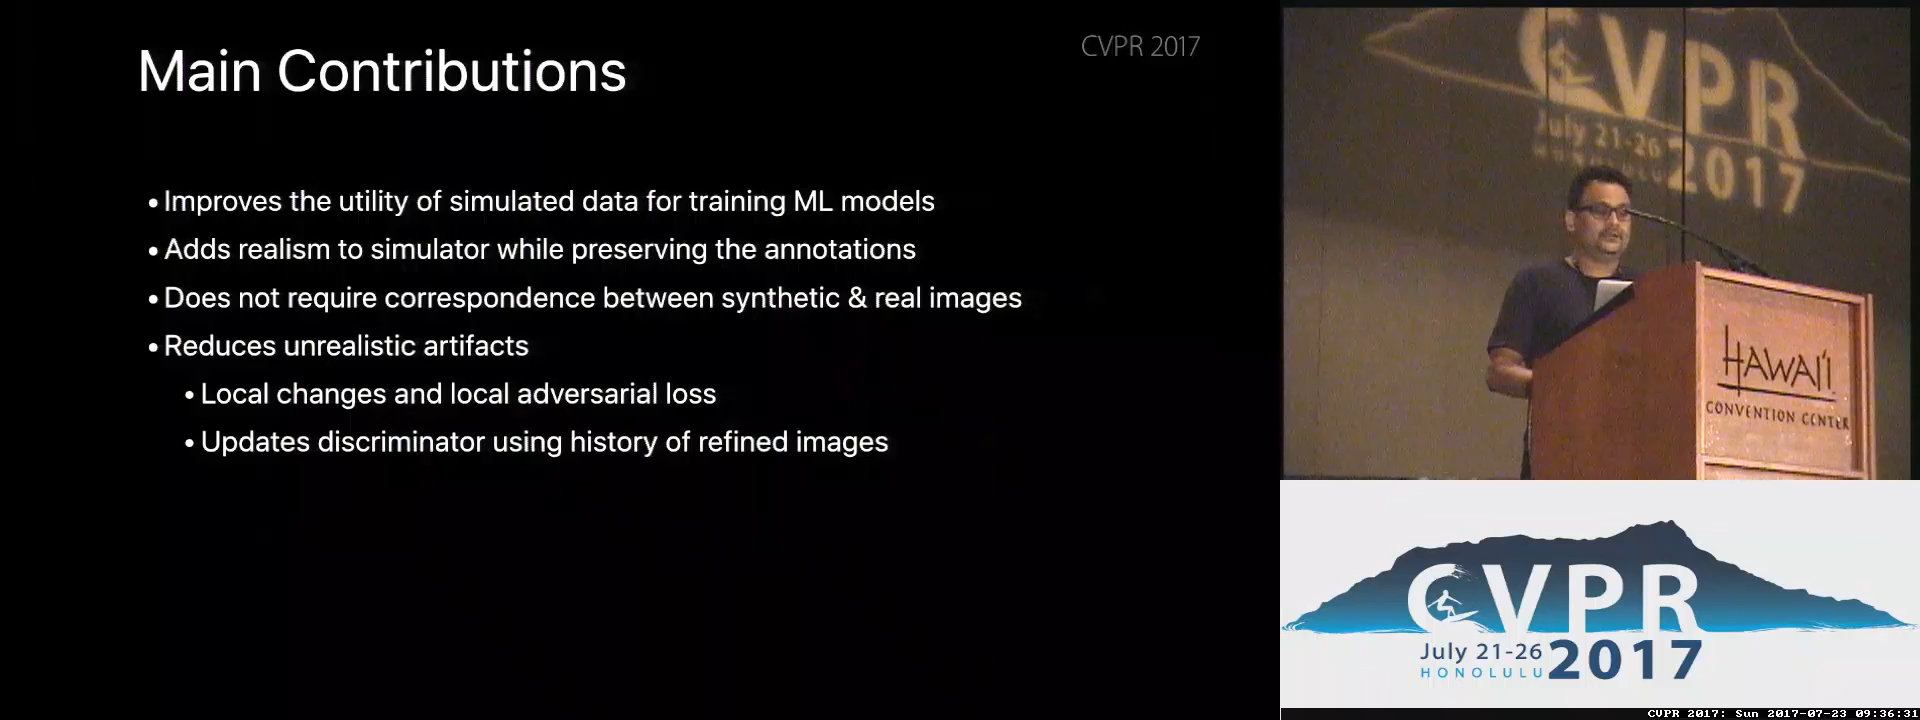 Main Contributions
CVPR 2017
• Improves the utility of simulated data for training ML models
• Adds realism to simulator while preserving the annotations
• Does not require correspondence between synthetic & real images
• Reduces unrealistic artifacts
• Local changes and local adversarial loss
• Updates discriminator using history of refined images
CVPR
July 21-26
HONOLULU
2017
HAWAI'I
CONVENTION CENTER
CVPR
July 21-26
HONOLULU
2017
CVPR 2017: Sun 2017-07-23 09:36:31